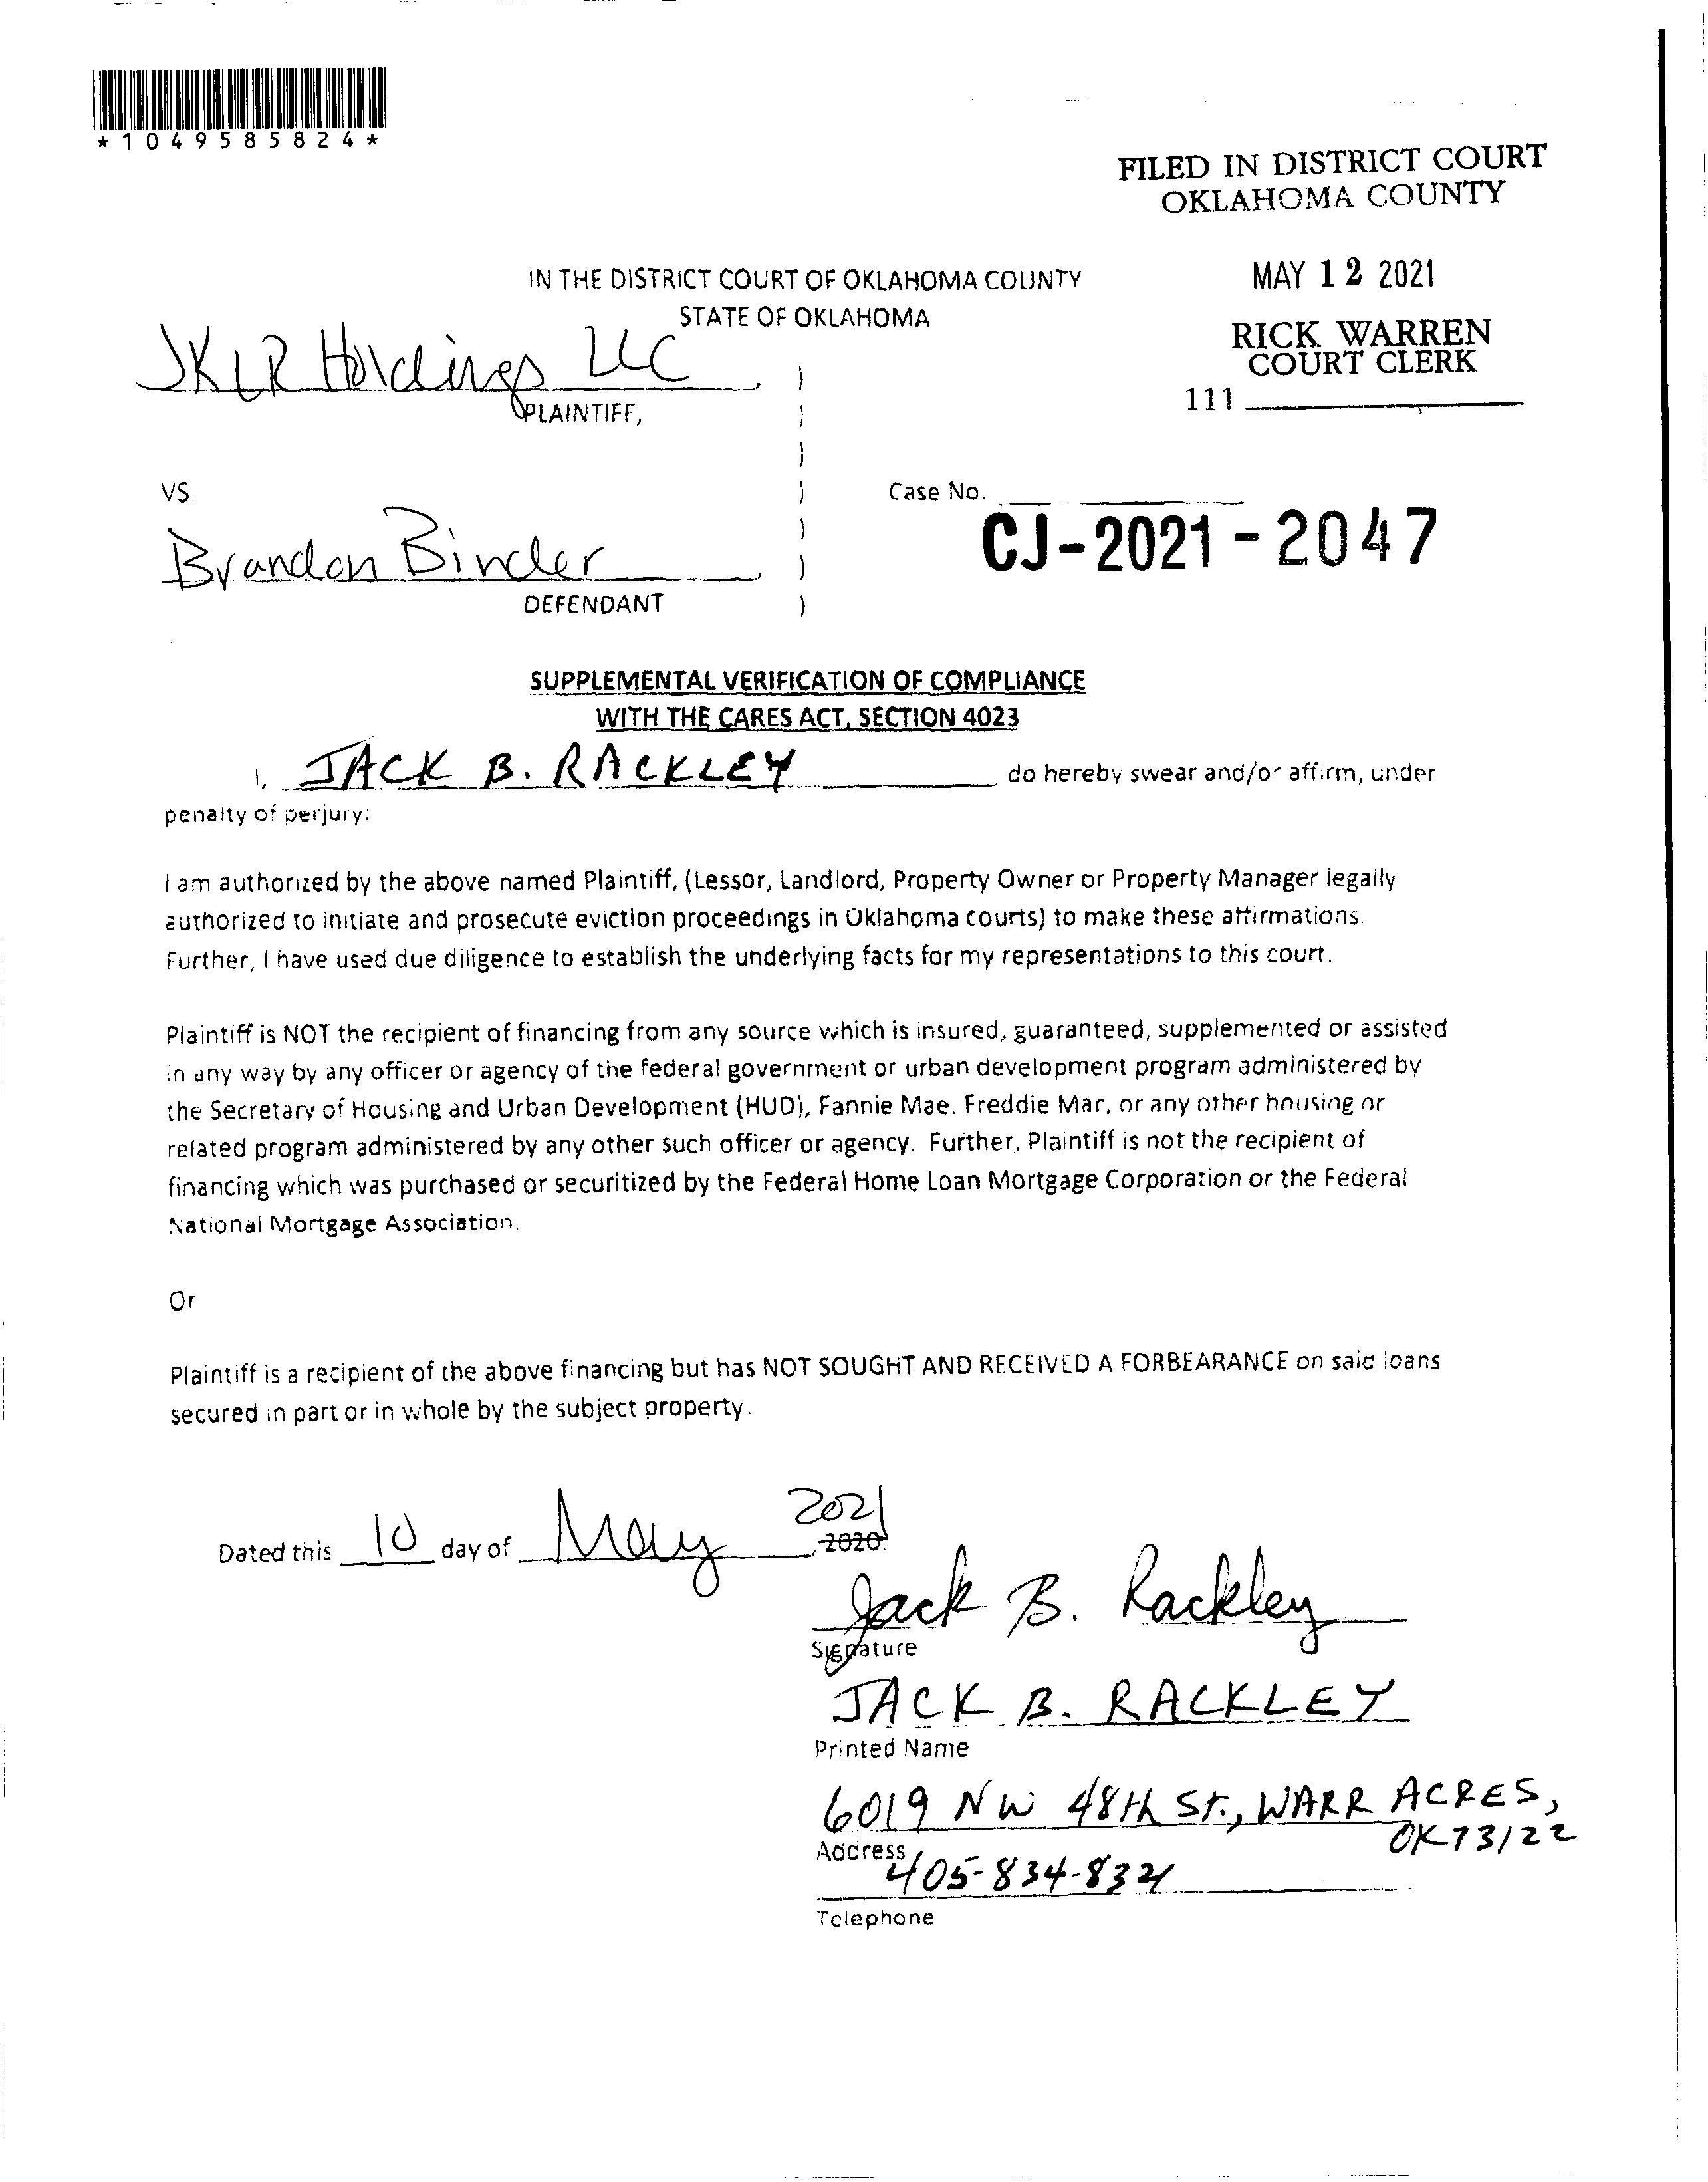 *1049585824*
FILED IN DISTRICT COURT
OKLAHOMA COUNTY
MAY 12 2021
RICK WARREN
COURT CLERK
111
IN THE DISTRICT COURT OF OKLAHOMA COUNTY
STATE OF OKLAHOMA
JKLR Holdings LLC
PLAINTIFF,
VS.
Case No.
CJ-2021-2047
Brandon Binder
DEFENDANT
SUPPLEMENTAL VERIFICATION OF COMPLIANCE
WITH THE CARES ACT, SECTION 4023
I, JACK B. RACKLEY do hereby swear and/or affirm, under
penalty of perjury:
I am authorized by the above named Plaintiff, (Lessor, Landlord, Property Owner or Property Manager legally
authorized to initiate and prosecute eviction proceedings in Oklahoma courts) to make these affirmations.
Further, I have used due diligence to establish the underlying facts for my representations to this court.
Plaintiff is NOT the recipient of financing from any source which is insured, guaranteed, supplemented or assisted
in any way by any officer or agency of the federal government or urban development program administered by
the Secretary of Housing and Urban Development (HUD), Fannie Mae. Freddie Mac, or any other housing or
related program administered by any other such officer or agency. Further, Plaintiff is not the recipient of
financing which was purchased or securitized by the Federal Home Loan Mortgage Corporation or the Federal
National Mortgage Association.
Or
Plaintiff is a recipient of the above financing but has NOT SOUGHT AND RECEIVED A FORBEARANCE on said loans
secured in part or in whole by the subject property.
2021
Dated this 10 day of May, 2020.
Jack B. Rackley
Signature
JACK B. RACKLEY
Printed Name
6019 NW 48th St., WARR ACRES,
OK 73122
Address
405-834-8321
Telephone